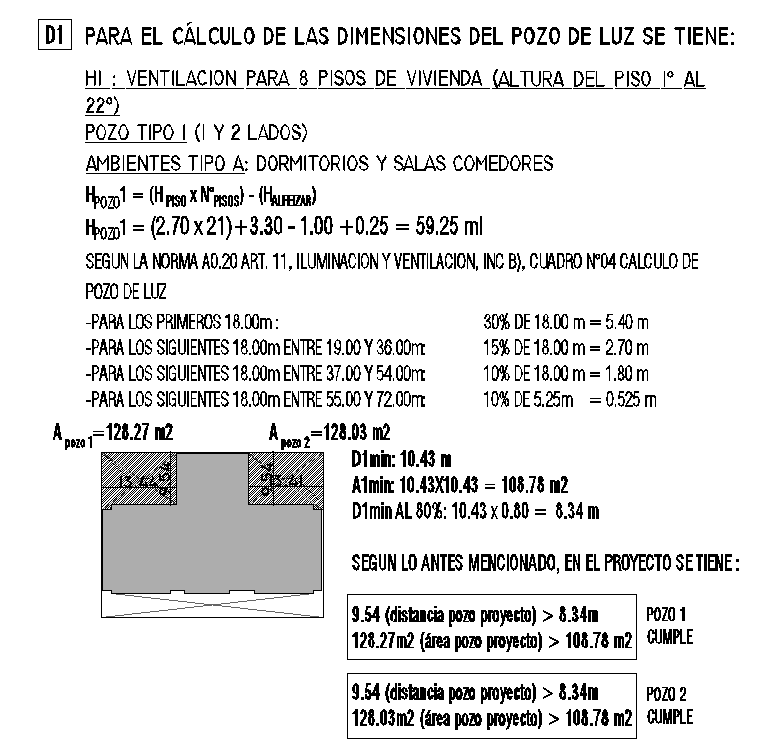 D1 PARA EL CÁLCULO DE LAS DIMENSIONES DEL POZO DE LUZ SE TIENE:
H1 : VENTILACION PARA 8 PISOS DE VIVIENDA (ALTURA DEL PISO 1° AL
22°)
POZO TIPO I (1 Y 2 LADOS)
AMBIENTES TIPO A: DORMITORIOS Y SALAS COMEDORES
HPOZO1 = (H PISO x N°PISOS) - (HALFEIZAR)
HPOZO1 = (2.70 x 21)+3.30 - 1.00 +0.25 = 59.25 ml
SEGUN LA NORMA A0.20 ART. 11, ILUMINACION Y VENTILACION, INC B), CUADRO N°04 CALCULO DE
POZO DE LUZ
-PARA LOS PRIMEROS 18.00m : 30% DE 18.00 m = 5.40 m
-PARA LOS SIGUIENTES 18.00m ENTRE 19.00 Y 36.00m: 15% DE 18.00 m = 2.70 m
-PARA LOS SIGUIENTES 18.00m ENTRE 37.00 Y 54.00m: 10% DE 18.00 m = 1.80 m
-PARA LOS SIGUIENTES 18.00m ENTRE 55.00 Y 72.00m: 10% DE 5.25m = 0.525 m
A pozo 1=128.27 m2 A pozo 2=128.03 m2
9.54 9.54
D1min: 10.43 m
A1min: 10.43X10.43 = 108.78 m2
D1min AL 80%: 10.43 x 0.80 = 8.34 m
SEGUN LO ANTES MENCIONADO, EN EL PROYECTO SE TIENE :
9.54 (distancia pozo proyecto) > 8.34m POZO 1
128.27m2 (área pozo proyecto) > 108.78 m2 CUMPLE
9.54 (distancia pozo proyecto) > 8.34m POZO 2
128.03m2 (área pozo proyecto) > 108.78 m2 CUMPLE